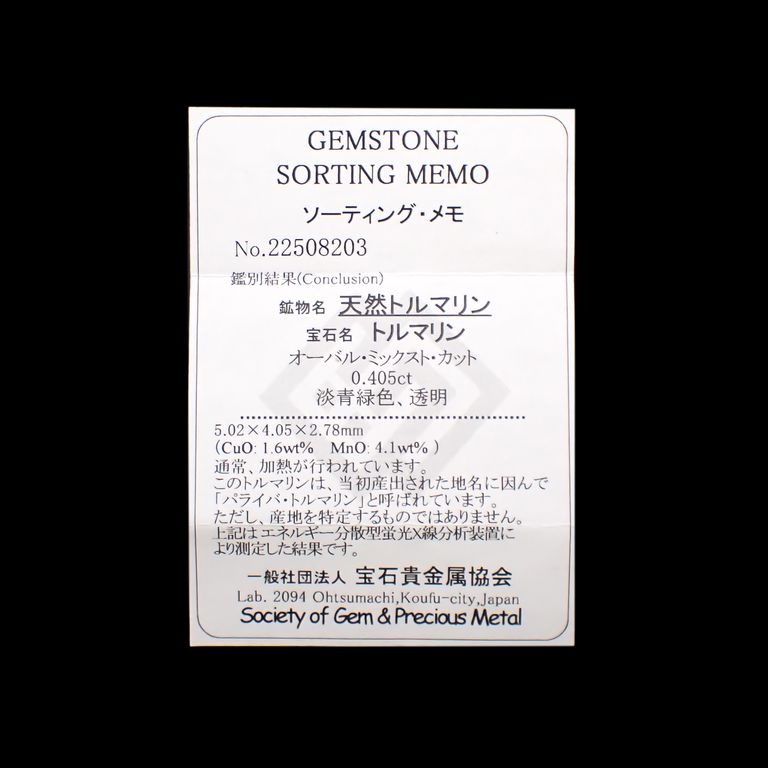 GEMSTONE
SORTING MEMO
ソーティング・メモ
No.22508203
鑑別結果(Conclusion)
鉱物名 天然トルマリン
宝石名 トルマリン
オーバル・ミックスト・カット
0.405ct
淡青緑色、透明
5.02×4.05×2.78mm
(CuO: 1.6wt% MnO: 4.1wt% )
通常、加熱が行われています。
このトルマリンは、当初産出された地名に因んで
「パライバ・トルマリン」と呼ばれています。
ただし、産地を特定するものではありません。
上記はエネルギー分散型蛍光X線分析装置に
より測定した結果です。
一般社団法人 宝石貴金属協会
Lab. 2094 Ohtsumachi,Koufu-city,Japan
Society of Gem & Precious Metal